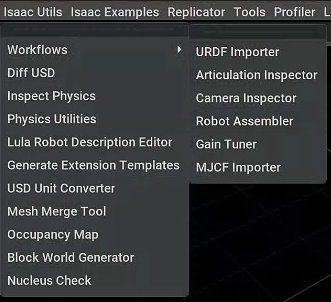 Isaac Utils Isaac Examples Replicator Tools Profiler L
Workflows
Diff USD
Inspect Physics
Physics Utilities
Lula Robot Description Editor
Generate Extension Templates
USD Unit Converter
Mesh Merge Tool
Occupancy Map
Block World Generator
Nucleus Check
URDF Importer
Articulation Inspector
Camera Inspector
Robot Assembler
Gain Tuner
MJCF Importer